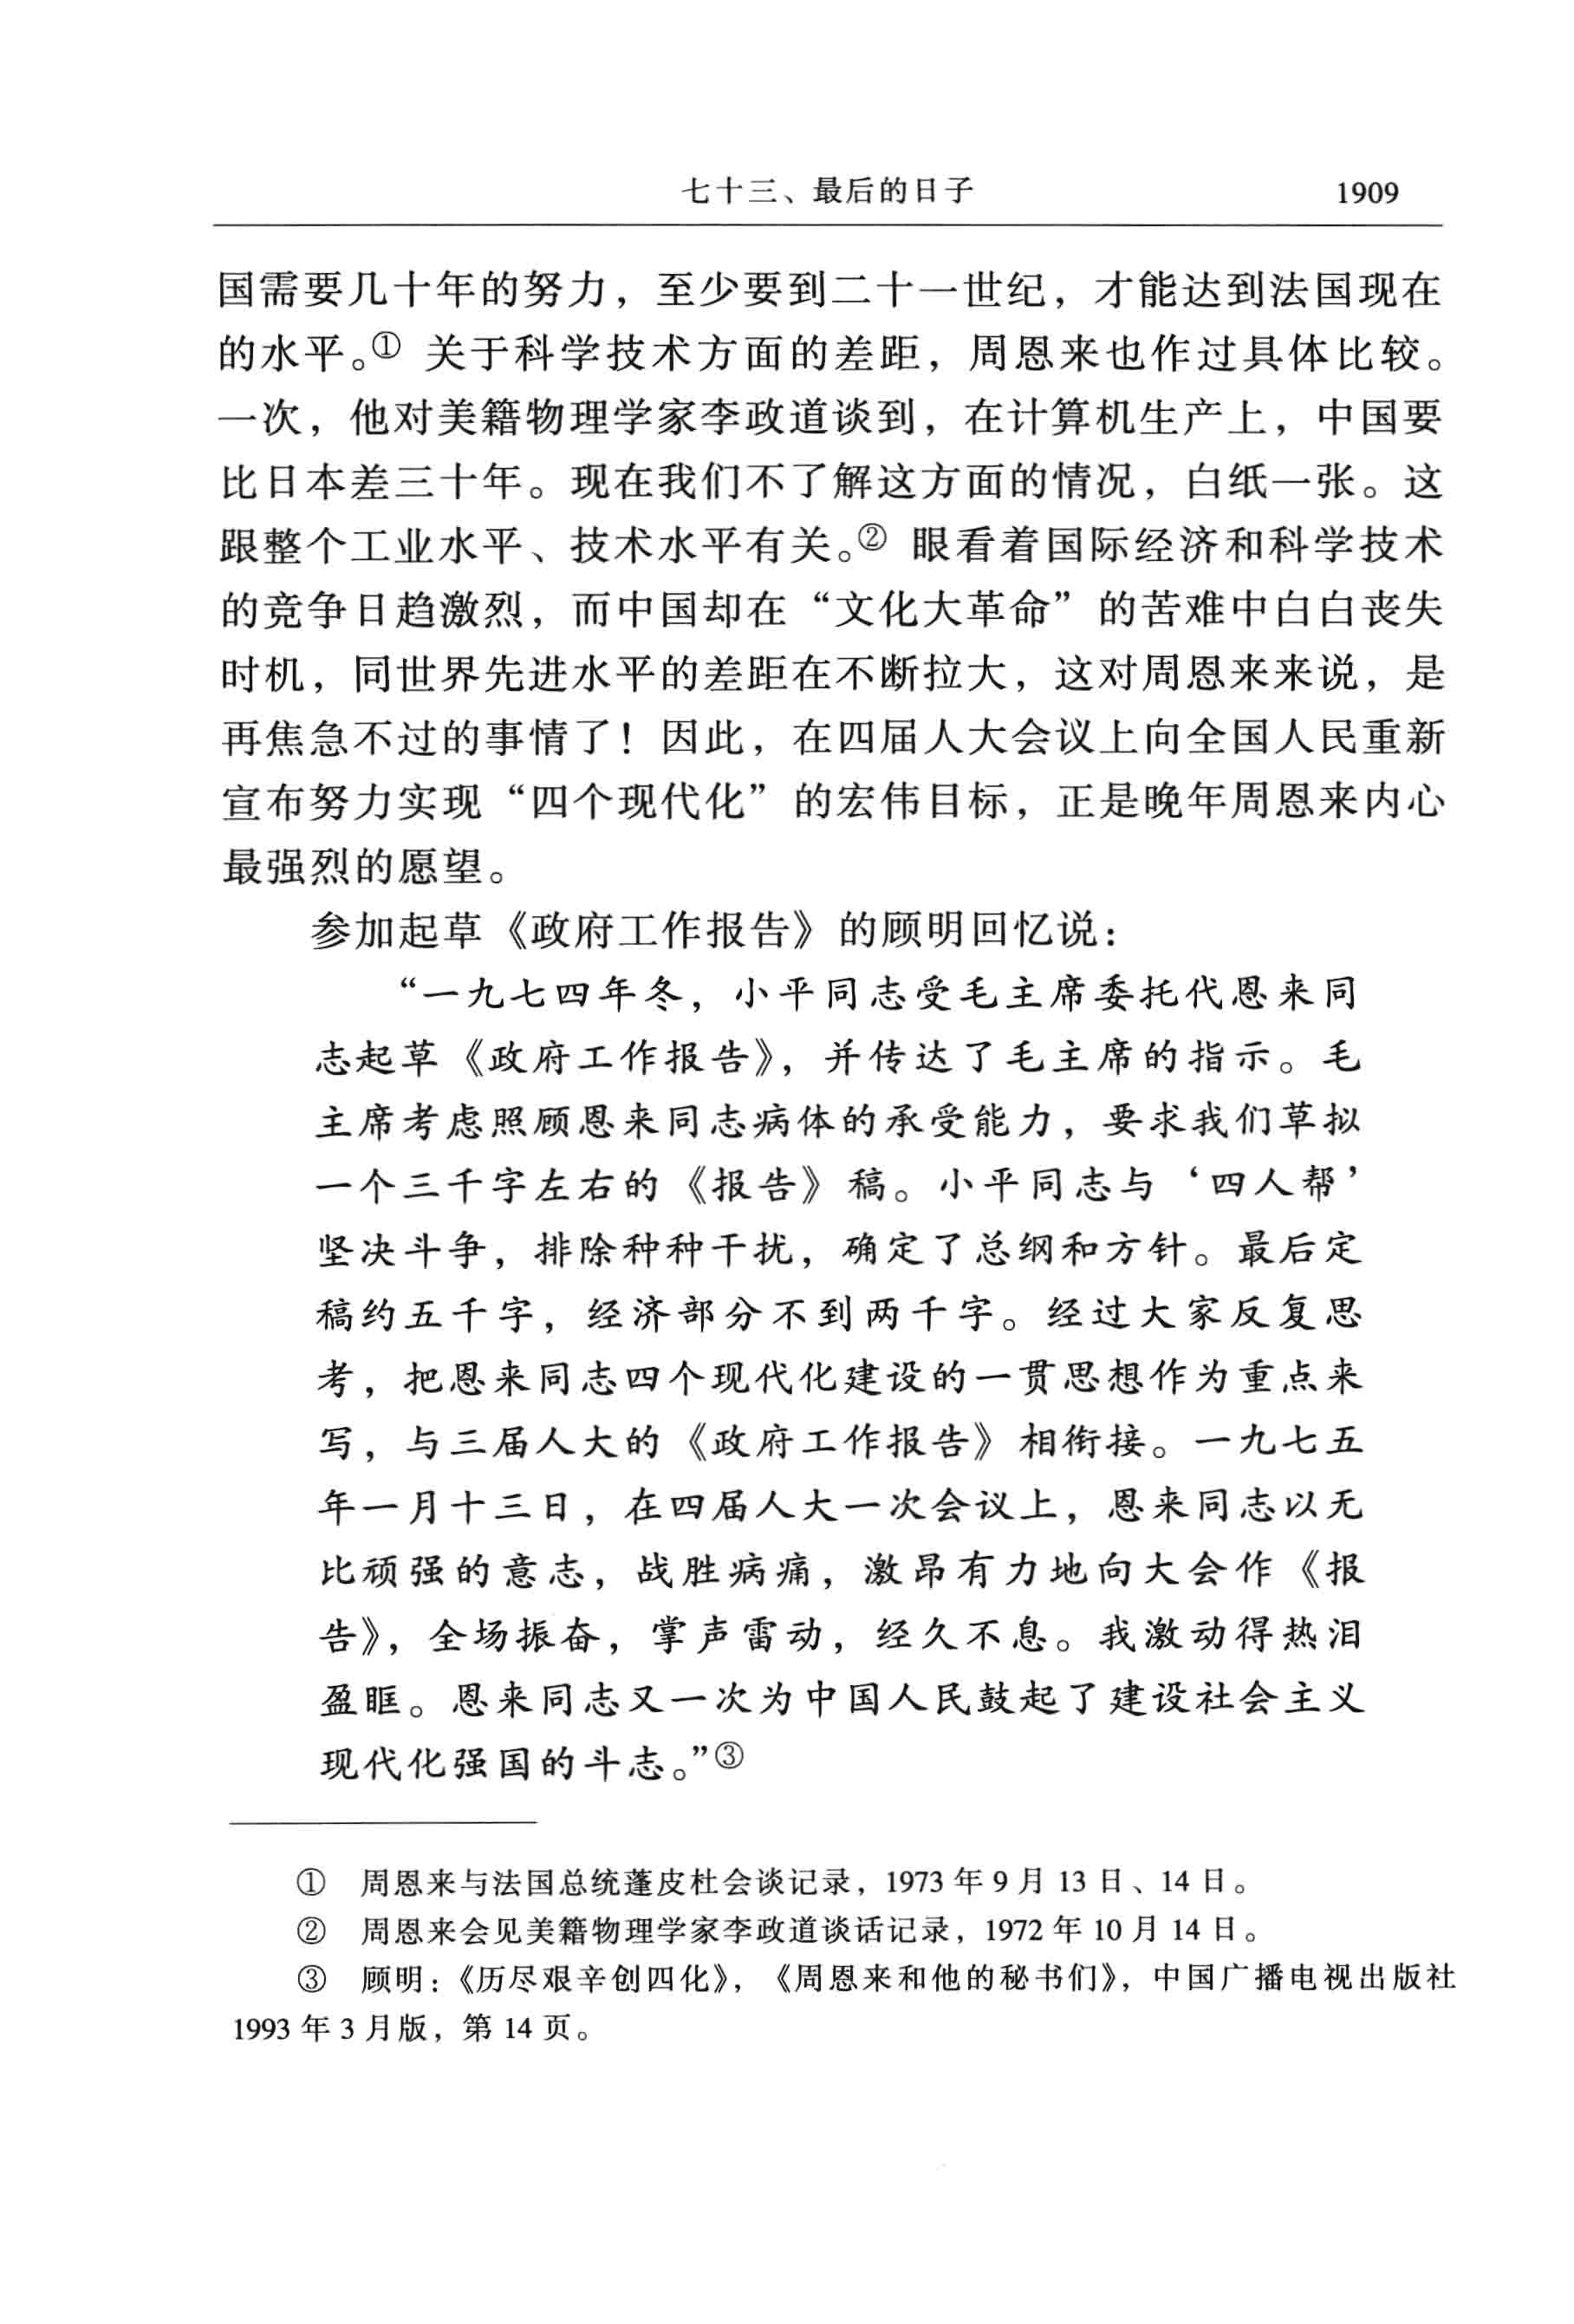 七十三、最后的日子 1909
国需要几十年的努力，至少要到二十一世纪，才能达到法国现在
的水平。① 关于科学技术方面的差距，周恩来也作过具体比较。
一次，他对美籍物理学家李政道谈到，在计算机生产上，中国要
比日本差三十年。现在我们不了解这方面的情况，白纸一张。这
跟整个工业水平、技术水平有关。② 眼看着国际经济和科学技术
的竞争日趋激烈，而中国却在“文化大革命”的苦难中白白丧失
时机，同世界先进水平的差距在不断拉大，这对周恩来来说，是
再焦急不过的事情了！因此，在四届人大会议上向全国人民重新
宣布努力实现“四个现代化”的宏伟目标，正是晚年周恩来内心
最强烈的愿望。
参加起草《政府工作报告》的顾明回忆说：
“一九七四年冬，小平同志受毛主席委托代恩来同
志起草《政府工作报告》，并传达了毛主席的指示。毛
主席考虑照顾恩来同志病体的承受能力，要求我们草拟
一个三千字左右的《报告》稿。小平同志与‘四人帮’
坚决斗争，排除种种干扰，确定了总纲和方针。最后定
稿约五千字，经济部分不到两千字。经过大家反复思
考，把恩来同志四个现代化建设的一贯思想作为重点来
写，与三届人大的《政府工作报告》相衔接。一九七五
年一月十三日，在四届人大一次会议上，恩来同志以无
比顽强的意志，战胜病痛，激昂有力地向大会作《报
告》，全场振奋，掌声雷动，经久不息。我激动得热泪
盈眶。恩来同志又一次为中国人民鼓起了建设社会主义
现代化强国的斗志。”③
① 周恩来与法国总统蓬皮杜会谈记录，1973 年 9 月 13 日、14 日。
② 周恩来会见美籍物理学家李政道谈话记录，1972 年 10 月 14 日。
③ 顾明：《历尽艰辛创四化》，《周恩来和他的秘书们》，中国广播电视出版社
1993 年 3 月版，第 14 页。